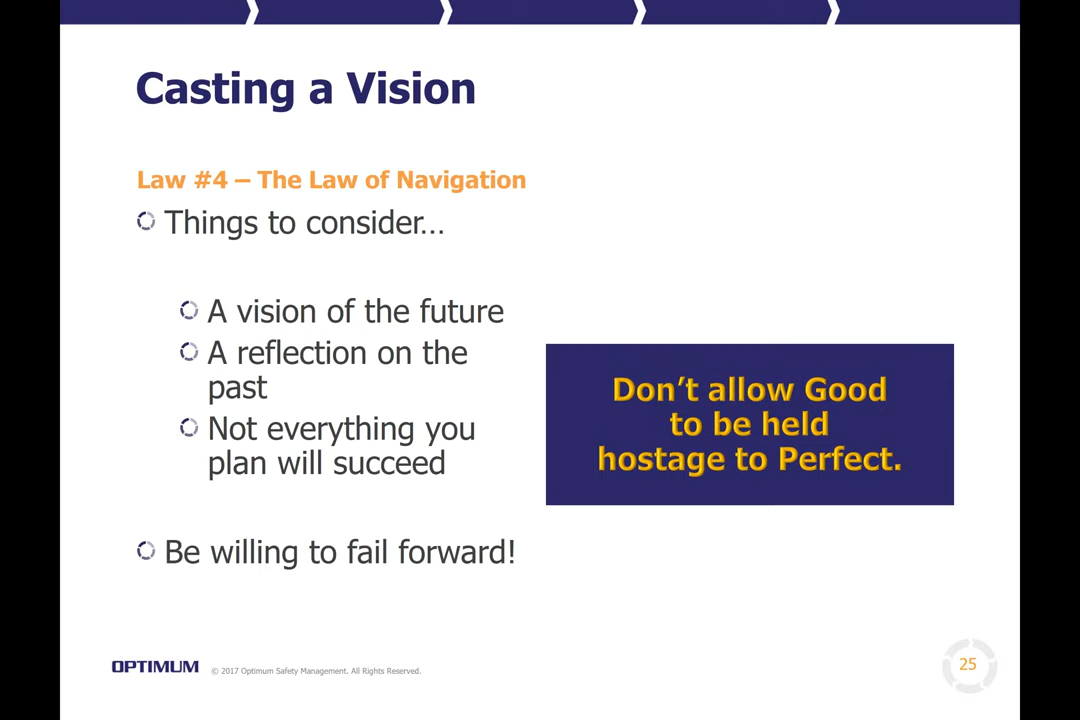 Casting a Vision
Law #4 – The Law of Navigation
Things to consider…
A vision of the future
A reflection on the
past
Not everything you
plan will succeed
Don’t allow Good
to be held
hostage to Perfect.
Be willing to fail forward!
OPTIMUM © 2017 Optimum Safety Management. All Rights Reserved.
25